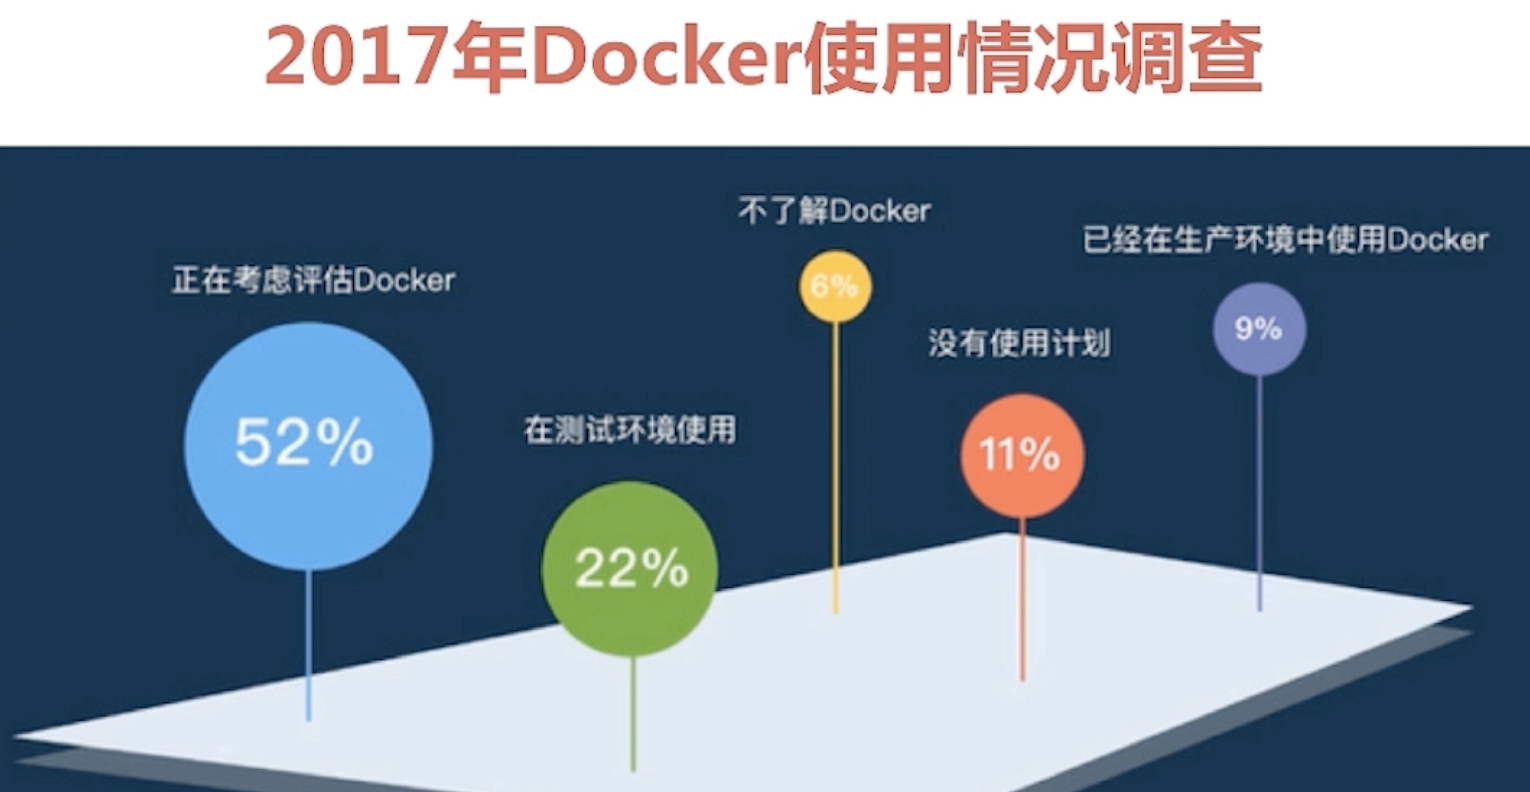 2017年Docker使用情况调查
正在考虑评估Docker
52%
在测试环境使用
22%
不了解Docker
6%
没有使用计划
11%
已经在生产环境中使用Docker
9%